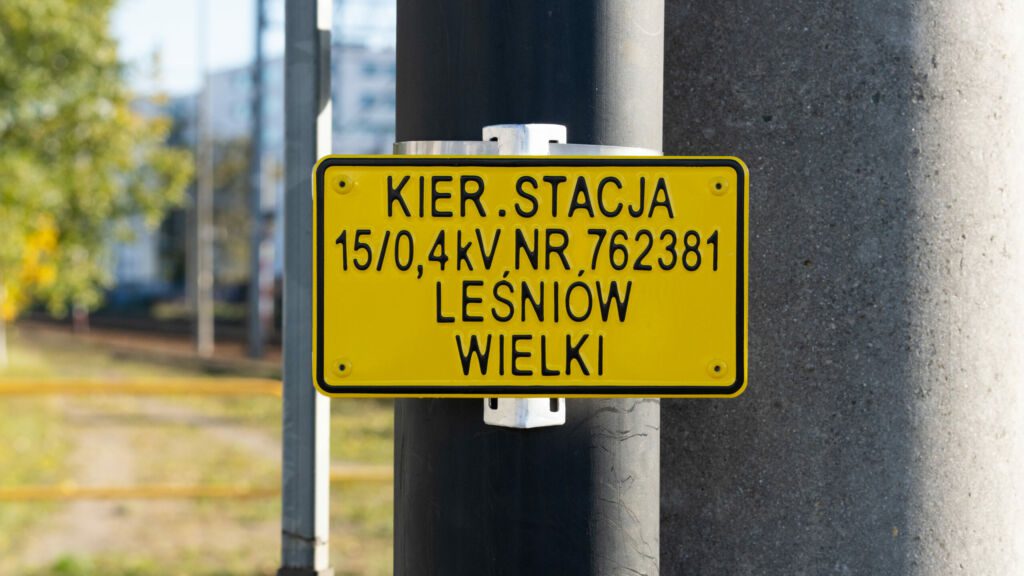 KIER.STACJA
15/0,4kV NR.762381
LEŚNIÓW
WIELKI